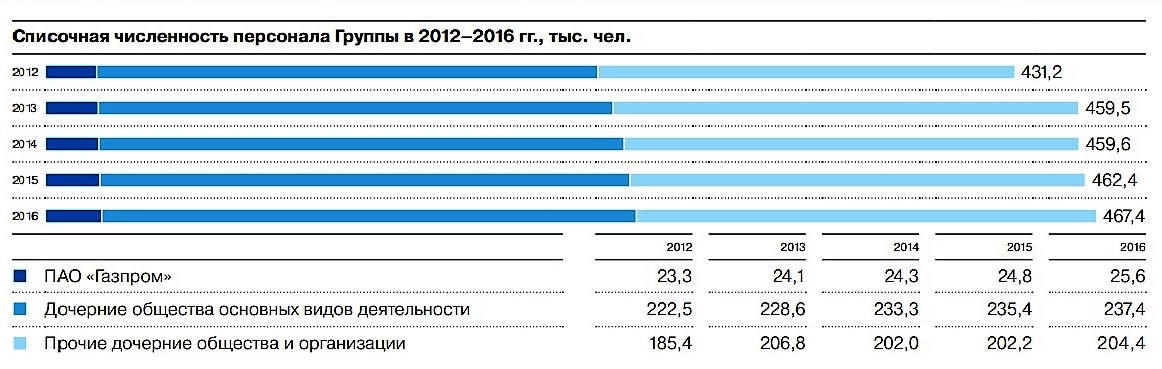 Списочная численность персонала Группы в 2012–2016 гг., тыс. чел.
2012 431,2
2013 459,5
2014 459,6
2015 462,4
2016 467,4
2012 2013 2014 2015 2016
ПАО «Газпром» 23,3 24,1 24,3 24,8 25,6
Дочерние общества основных видов деятельности 222,5 228,6 233,3 235,4 237,4
Прочие дочерние общества и организации 185,4 206,8 202,0 202,2 204,4